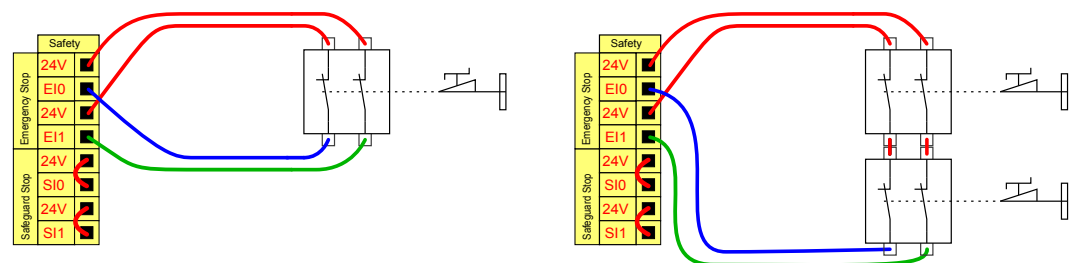 Safety
Emergency Stop
24V
EI0
24V
EI1
Safeguard Stop
24V
SI0
24V
SI1
Safety
Emergency Stop
24V
EI0
24V
EI1
Safeguard Stop
24V
SI0
24V
SI1